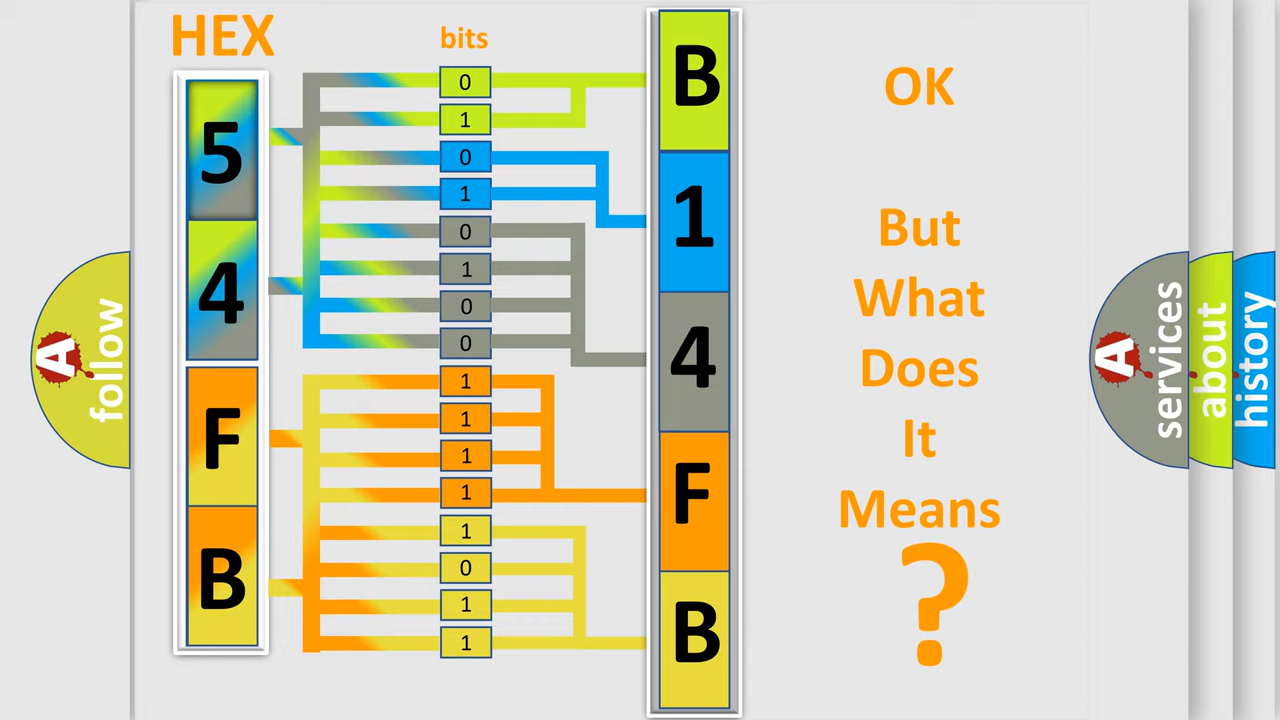 HEX
bits
5
4
F
B
0
1
0
1
0
1
0
0
1
1
1
1
1
0
1
1
B
1
4
F
B
OK
But
What
Does
It
Means
?
A
follow
A
services
about
history